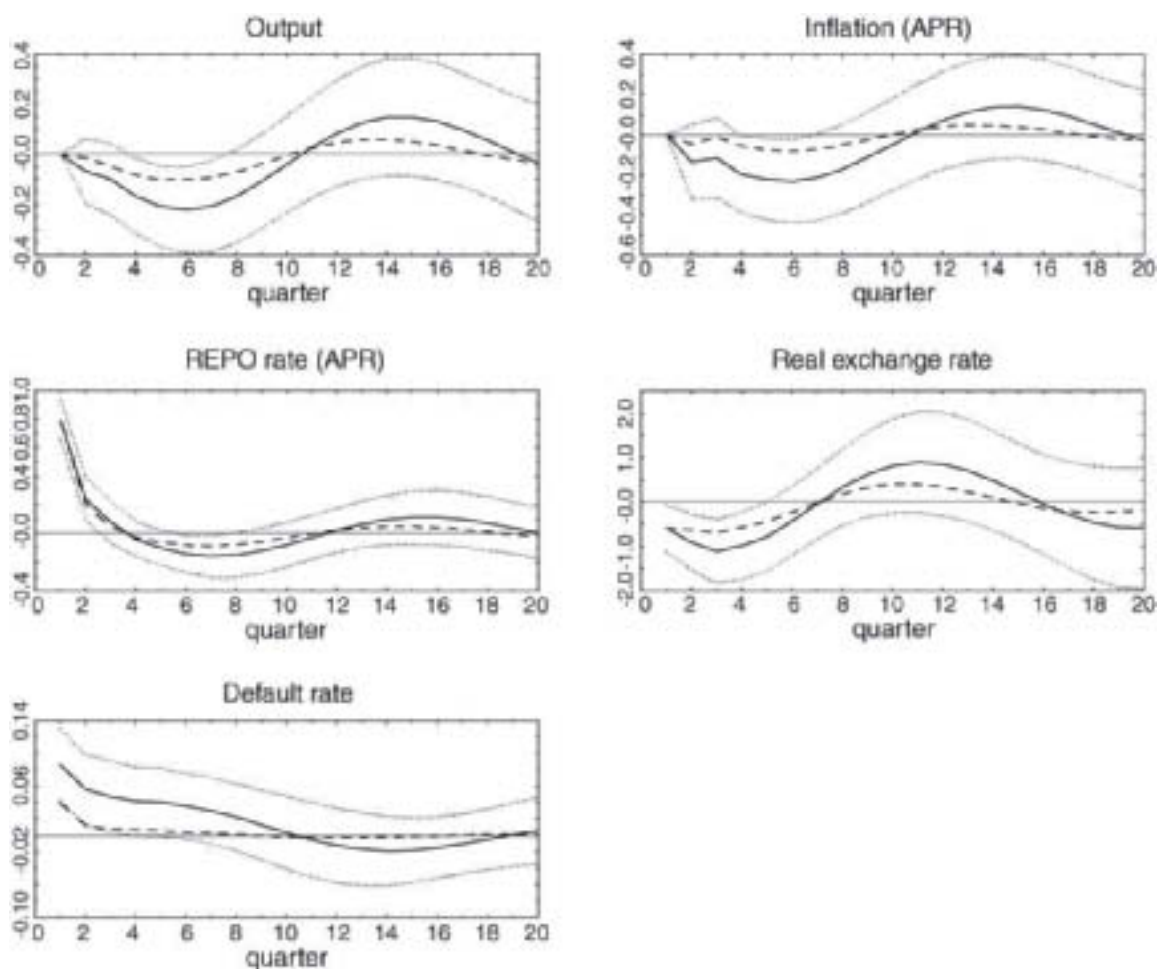 Output
0.4
0.2
-0.0
-0.2
-0.4
0 2 4 6 8 10 12 14 16 18 20
quarter
Inflation (APR)
0.4
0.2
-0.0
-0.2
-0.4
-0.6
0 2 4 6 8 10 12 14 16 18 20
quarter
REPO rate (APR)
0.81.0
0.6
0.4
-0.0
-0.4
0 2 4 6 8 10 12 14 16 18 20
quarter
Real exchange rate
2.0
1.0
-0.0
-1.0
-2.0
0 2 4 6 8 10 12 14 16 18 20
quarter
Default rate
0.14
0.06
-0.02
-0.10
0 2 4 6 8 10 12 14 16 18 20
quarter